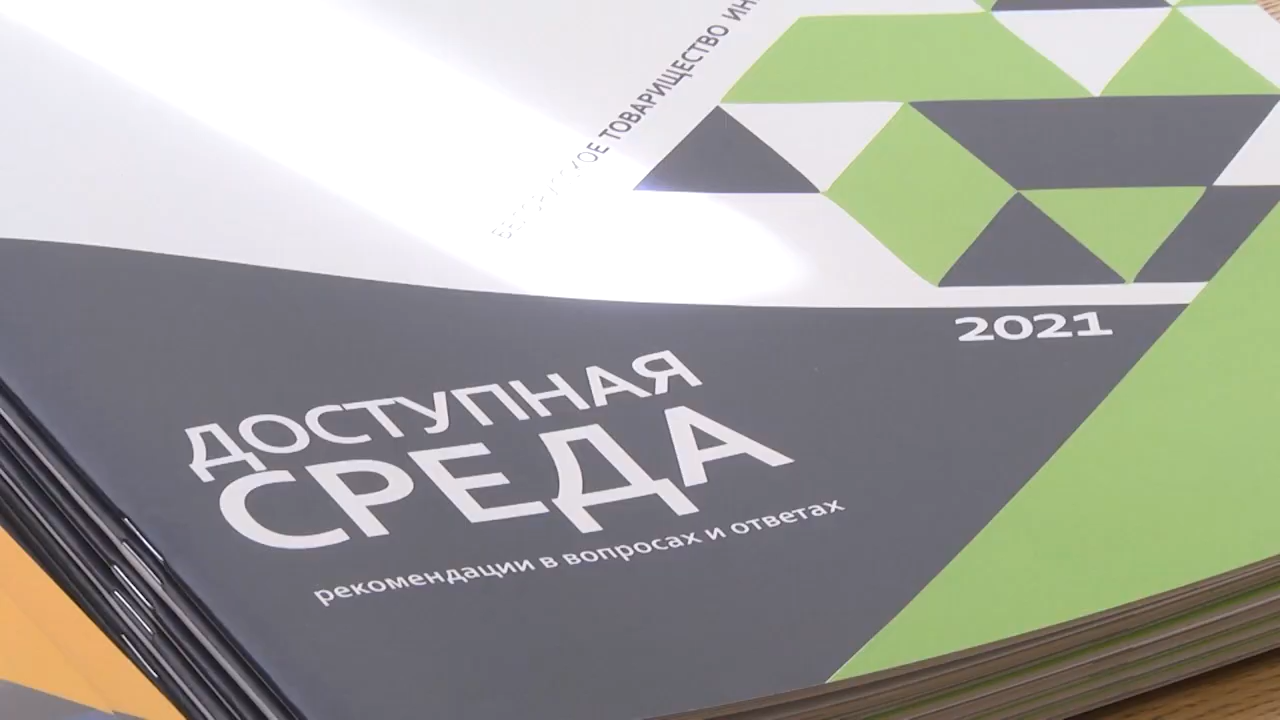 ТОВАРИЩЕСТВО
2021
ДОСТУПНАЯ
СРЕДА
рекомендации в вопросах и ответах